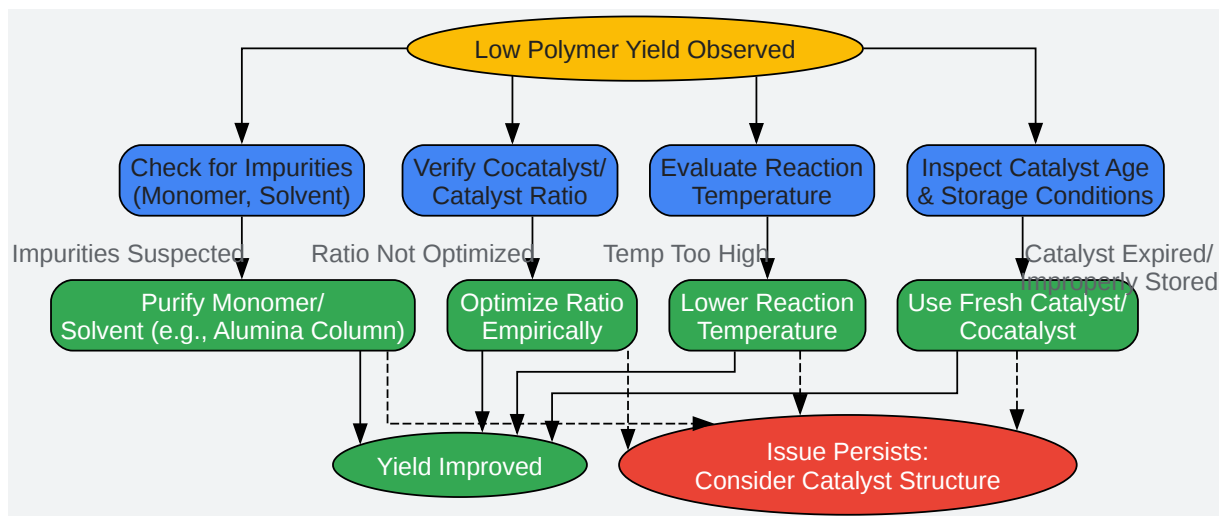 Low Polymer Yield Observed
Check for Impurities
(Monomer, Solvent)
Verify Cocatalyst/
Catalyst Ratio
Evaluate Reaction
Temperature
Inspect Catalyst Age
& Storage Conditions
Impurities Suspected
Ratio Not Optimized
Temp Too High
Catalyst Expired/
Improperly Stored
Purify Monomer/
Solvent (e.g., Alumina Column)
Optimize Ratio
Empirically
Lower Reaction
Temperature
Use Fresh Catalyst/
Cocatalyst
Yield Improved
Issue Persists:
Consider Catalyst Structure